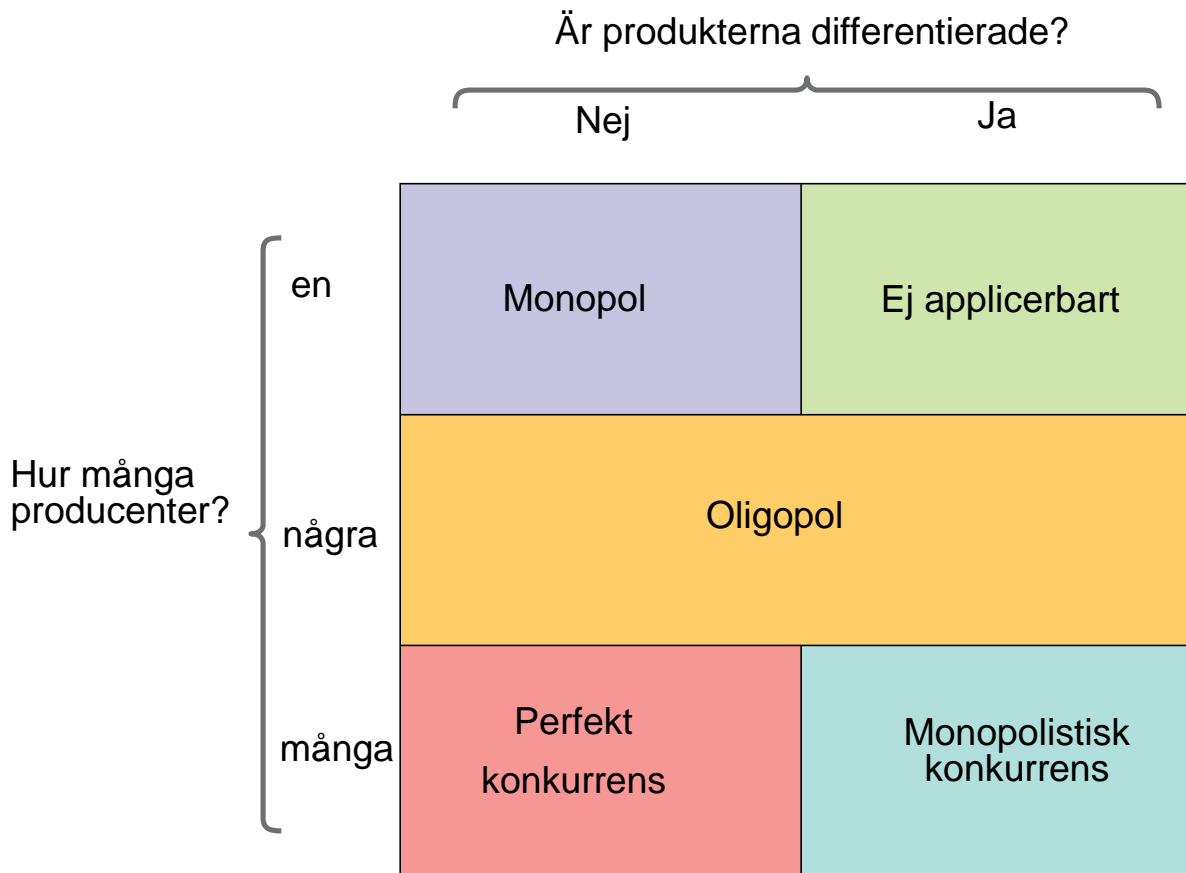 Är produkterna differentierade?
Nej
Ja
en
Monopol
Ej applicerbart
Hur många
producenter?
några
Oligopol
många
Perfekt
konkurrens
Monopolistisk
konkurrens